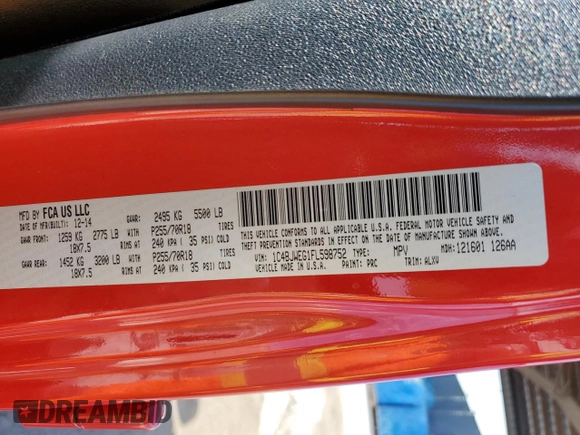 MFD BY FCA US LLC
DATE OF MFR(BUILT): 12-14 GVWR: 2495 KG 5500 LB
GAWR FRONT: 1259 KG 2775 LB WITH P255/70R18 TIRES
18X7.5 RIMS AT 240 KPA ( 35 PSI) COLD
GAWR REAR: 1452 KG 3200 LB WITH P255/70R18 TIRES
18X7.5 RIMS AT 240 KPA ( 35 PSI) COLD
THIS VEHICLE CONFORMS TO ALL APPLICABLE U.S.A. FEDERAL MOTOR VEHICLE SAFETY AND
THEFT PREVENTION STANDARDS IN EFFECT ON THE DATE OF MANUFACTURE SHOWN ABOVE.
VIN: 1C4BJWEG1FL598752 TYPE: MPV MDH: 121601 126AA
VEHICLE MADE IN U.S.A. PAINT: PRC TRIM: ALXV
DREAMBID